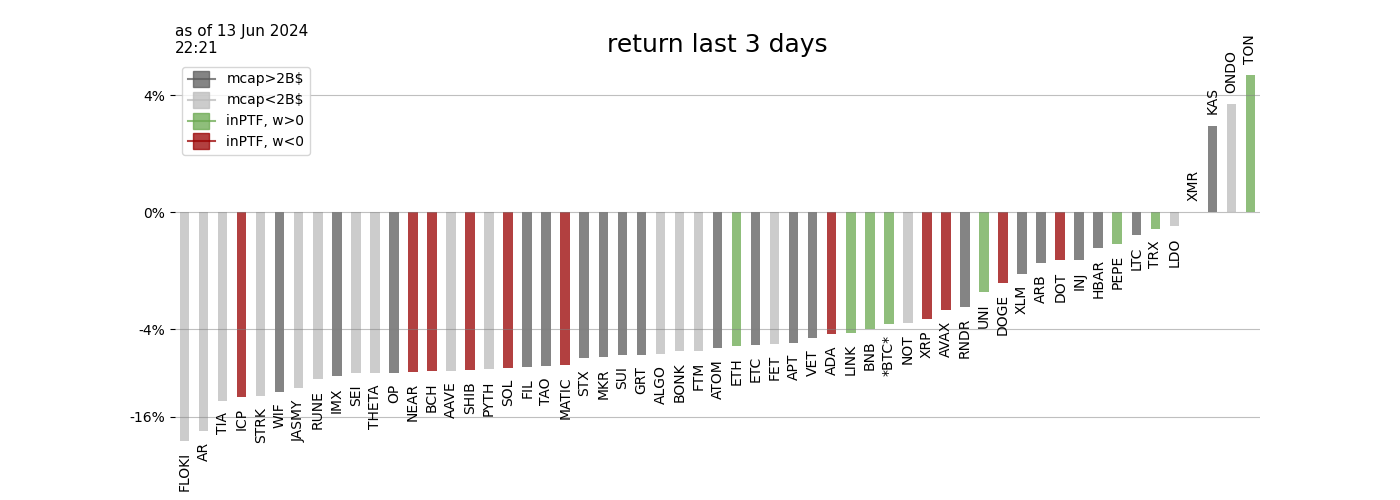 as of 13 Jun 2024
22:21
return last 3 days
mcap>2B$
mcap<2B$
inPTF, w>0
inPTF, w<0
4%
0%
-4%
-16%
FLOKI
AR
TIA
ICP
STRK
WIF
JASMY
RUNE
IMX
SEI
THETA
OP
NEAR
BCH
AAVE
SHIB
PYTH
SOL
FIL
TAO
MATIC
STX
MKR
SUI
GRT
ALGO
BONK
FTM
ATOM
ETH
ETC
FET
APT
VET
ADA
LINK
BNB
*BTC*
NOT
XRP
AVAX
RNDR
UNI
DOGE
XLM
ARB
DOT
INJ
HBAR
PEPE
LTC
TRX
LDO
XMR
KAS
ONDO
TON